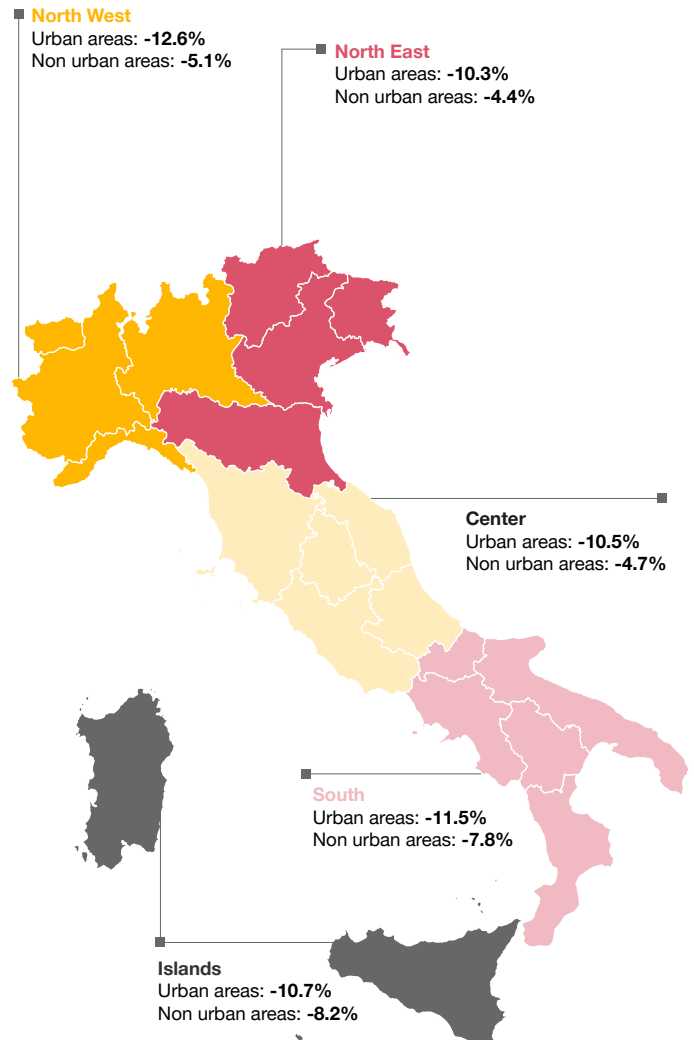 North West
Urban areas: -12.6%
Non urban areas: -5.1%
North East
Urban areas: -10.3%
Non urban areas: -4.4%
Center
Urban areas: -10.5%
Non urban areas: -4.7%
South
Urban areas: -11.5%
Non urban areas: -7.8%
Islands
Urban areas: -10.7%
Non urban areas: -8.2%